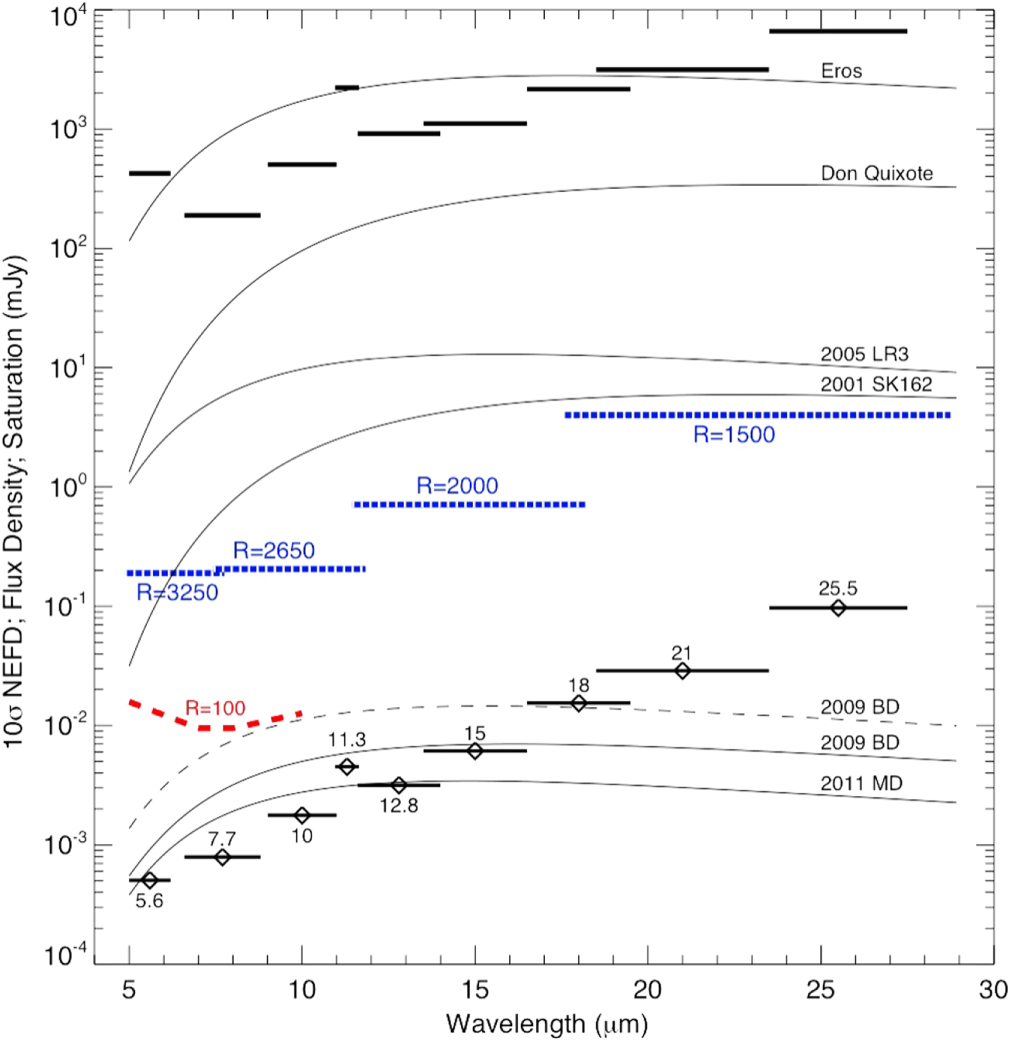 10⁴
Eros
10³
Don Quixote
10²
10¹
2005 LR3
2001 SK162
R=1500
10⁰
R=2000
R=2650
R=3250
10⁻¹
25.5
21
18
R=100
10⁻²
2009 BD
15
11.3
2009 BD
12.8
2011 MD
10
10⁻³
7.7
5.6
10⁻⁴
5 10 15 20 25 30
Wavelength (μm)
10σ NEFD; Flux Density; Saturation (mJy)